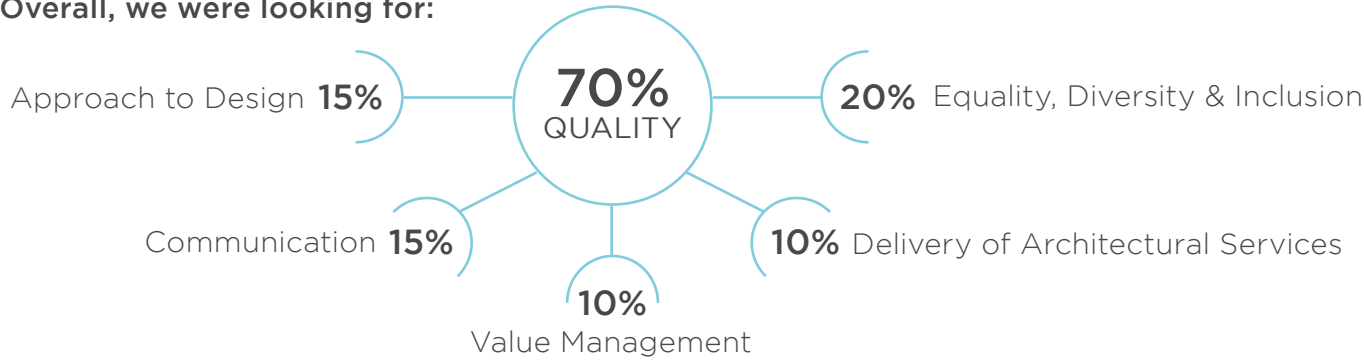 Overall, we were looking for:
70%
QUALITY
Approach to Design 15%
20% Equality, Diversity & Inclusion
Communication 15%
10% Delivery of Architectural Services
10%
Value Management